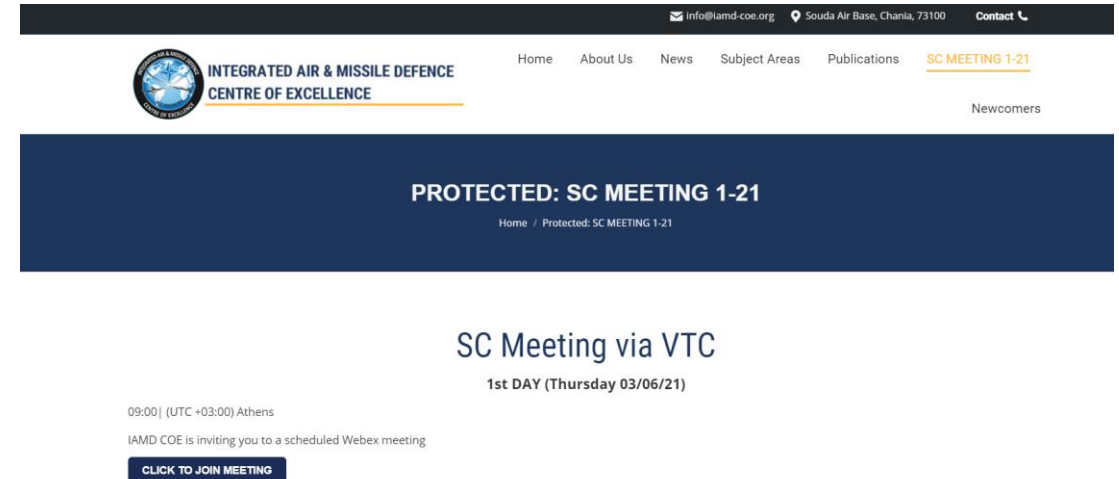 info@iamd-coe.org Souda Air Base, Chania, 73100 Contact
INTEGRATED AIR & MISSILE DEFENCE
CENTRE OF EXCELLENCE
Home About Us News Subject Areas Publications SC MEETING 1-21
Newcomers
PROTECTED: SC MEETING 1-21
Home / Protected: SC MEETING 1-21
SC Meeting via VTC
1st DAY (Thursday 03/06/21)
09:00| (UTC +03:00) Athens
IAMD COE is inviting you to a scheduled Webex meeting
CLICK TO JOIN MEETING